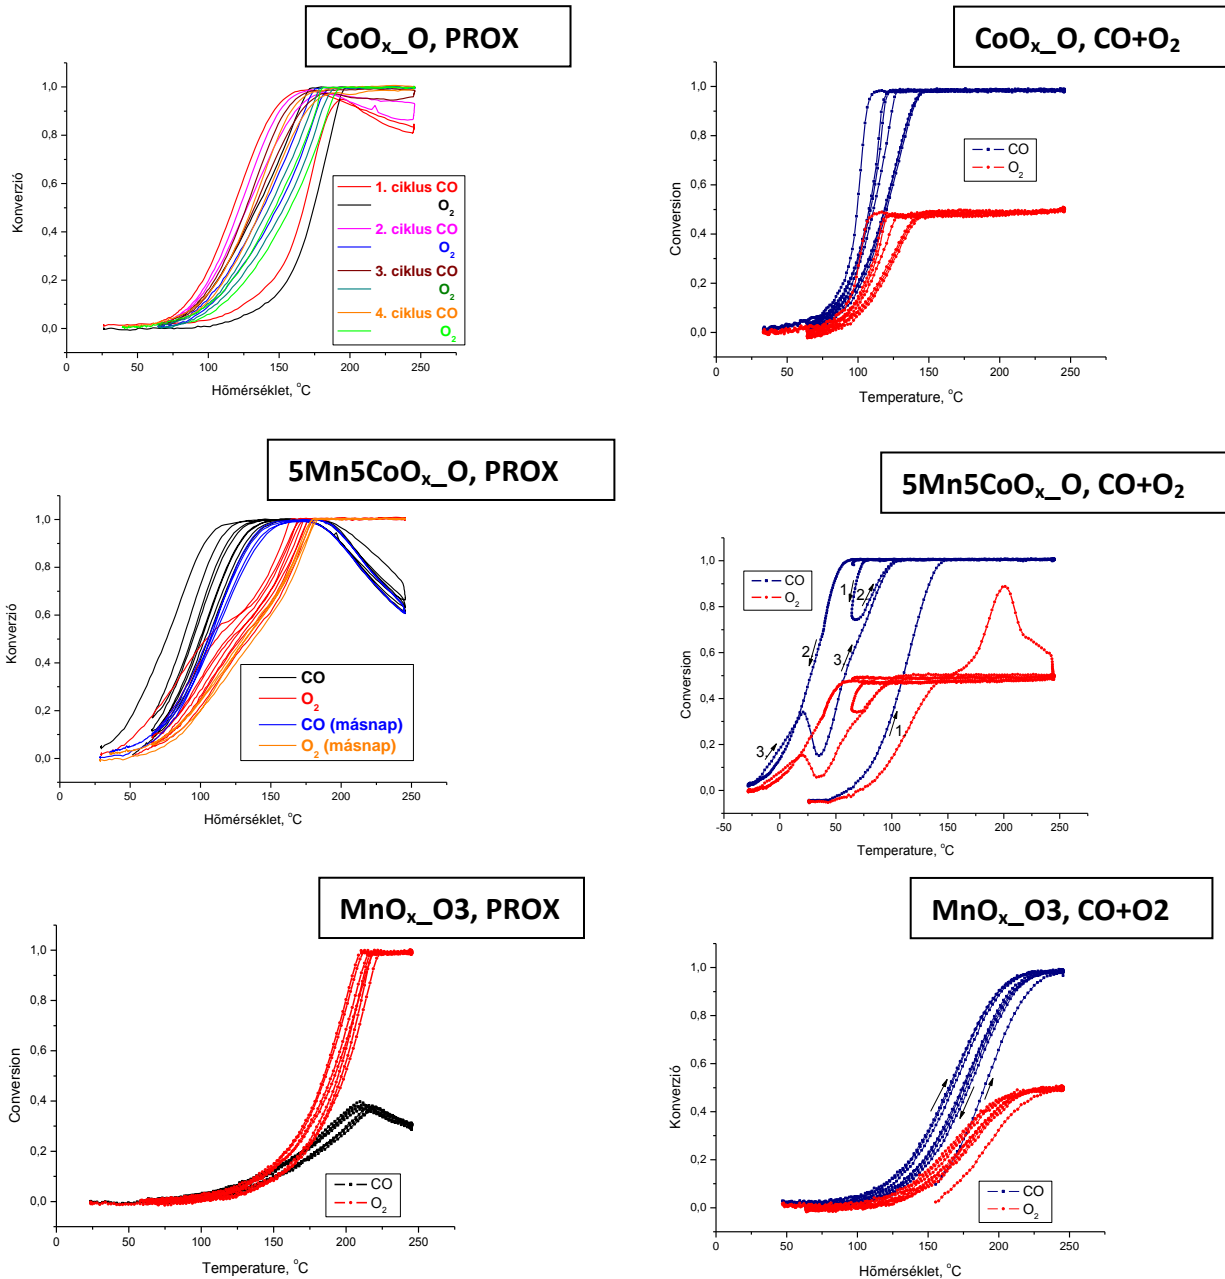 CoOₓ_O, PROX
Konverzió
1,0
0,8
0,6
0,4
0,2
0,0
1. ciklus CO
O₂
2. ciklus CO
O₂
3. ciklus CO
O₂
4. ciklus CO
O₂
0 50 100 150 200 250
Hõmérséklet, °C
CoOₓ_O, CO+O₂
Conversion
1,0
0,8
0,6
0,4
0,2
0,0
CO
O₂
0 50 100 150 200 250
Temperature, °C
5Mn5CoOₓ_O, PROX
Konverzió
1,0
0,8
0,6
0,4
0,2
0,0
CO
O₂
CO (másnap)
O₂ (másnap)
0 50 100 150 200 250
Hõmérséklet, °C
5Mn5CoOₓ_O, CO+O₂
Conversion
1,0
0,8
0,6
0,4
0,2
0,0
CO
O₂
1
2
2
3
3
1
-50 0 50 100 150 200 250
Temperature, °C
MnOₓ_O3, PROX
Conversion
1,0
0,8
0,6
0,4
0,2
0,0
CO
O₂
0 50 100 150 200 250
Temperature, °C
MnOₓ_O3, CO+O2
Konverzió
1,0
0,8
0,6
0,4
0,2
0,0
CO
O₂
0 50 100 150 200 250
Hõmérséklet, °C